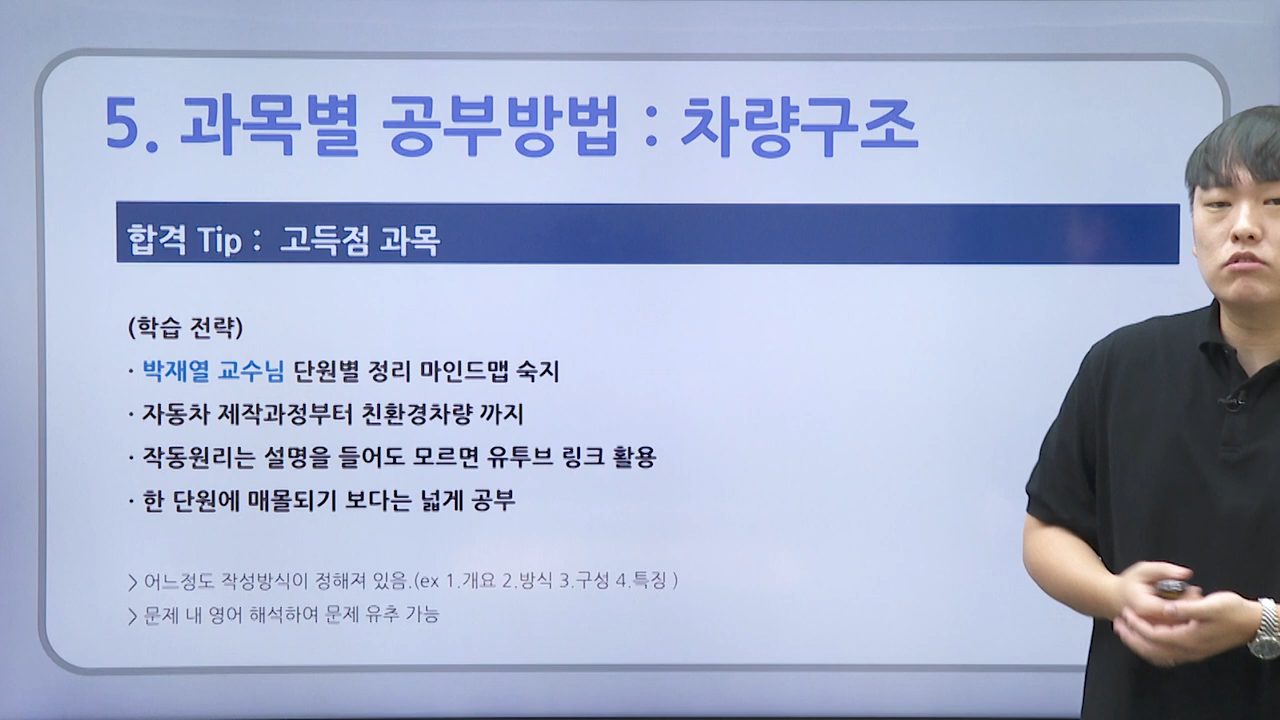 5. 과목별 공부방법 : 차량구조
합격 Tip : 고득점 과목
(학습 전략)
· 박재열 교수님 단원별 정리 마인드맵 숙지
· 자동차 제작과정부터 친환경차량 까지
· 작동원리는 설명을 들어도 모르면 유투브 링크 활용
· 한 단원에 매몰되기 보다는 넓게 공부
> 어느정도 작성방식이 정해져 있음.(ex 1.개요 2.방식 3.구성 4.특징 )
> 문제 내 영어 해석하여 문제 유추 가능